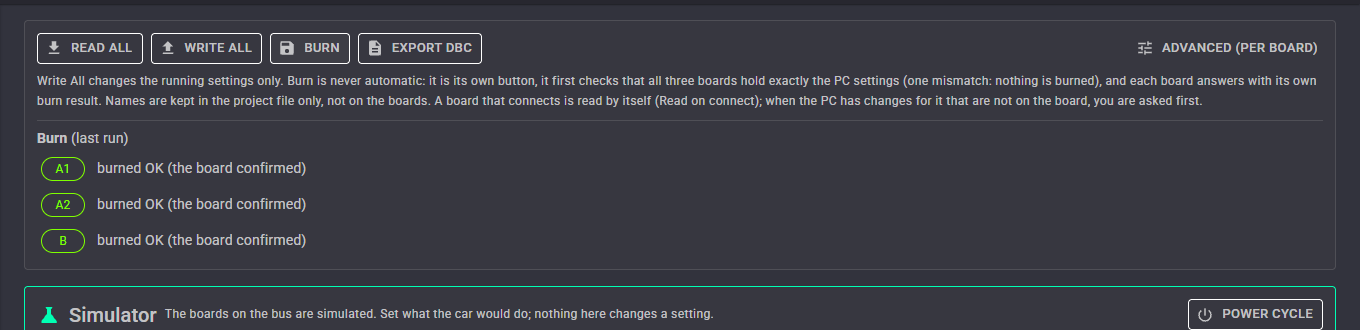 READ ALL WRITE ALL BURN EXPORT DBC ADVANCED (PER BOARD)
Write All changes the running settings only. Burn is never automatic: it is its own button, it first checks that all three boards hold exactly the PC settings (one mismatch: nothing is burned), and each board answers with its own
burn result. Names are kept in the project file only, not on the boards. A board that connects is read by itself (Read on connect); when the PC has changes for it that are not on the board, you are asked first.
Burn (last run)
A1 burned OK (the board confirmed)
A2 burned OK (the board confirmed)
B burned OK (the board confirmed)
Simulator The boards on the bus are simulated. Set what the car would do; nothing here changes a setting. POWER CYCLE